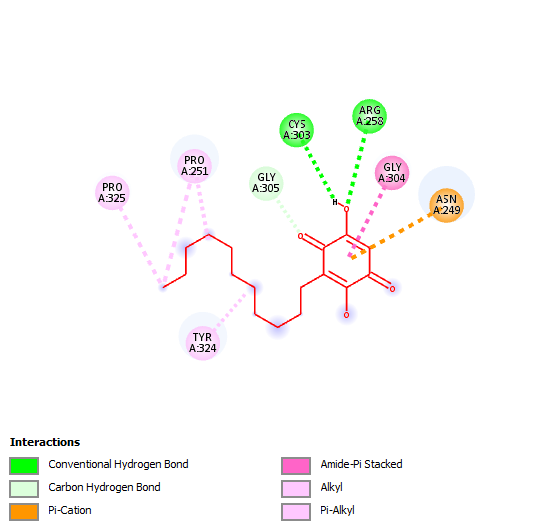 ARG
A:258
CYS
A:303
PRO
A:251
GLY
A:304
GLY
A:305
PRO
A:325
ASN
A:249
H
O
O
O
O
TYR
A:324
Interactions
Conventional Hydrogen Bond
Carbon Hydrogen Bond
Pi-Cation
Amide-Pi Stacked
Alkyl
Pi-Alkyl